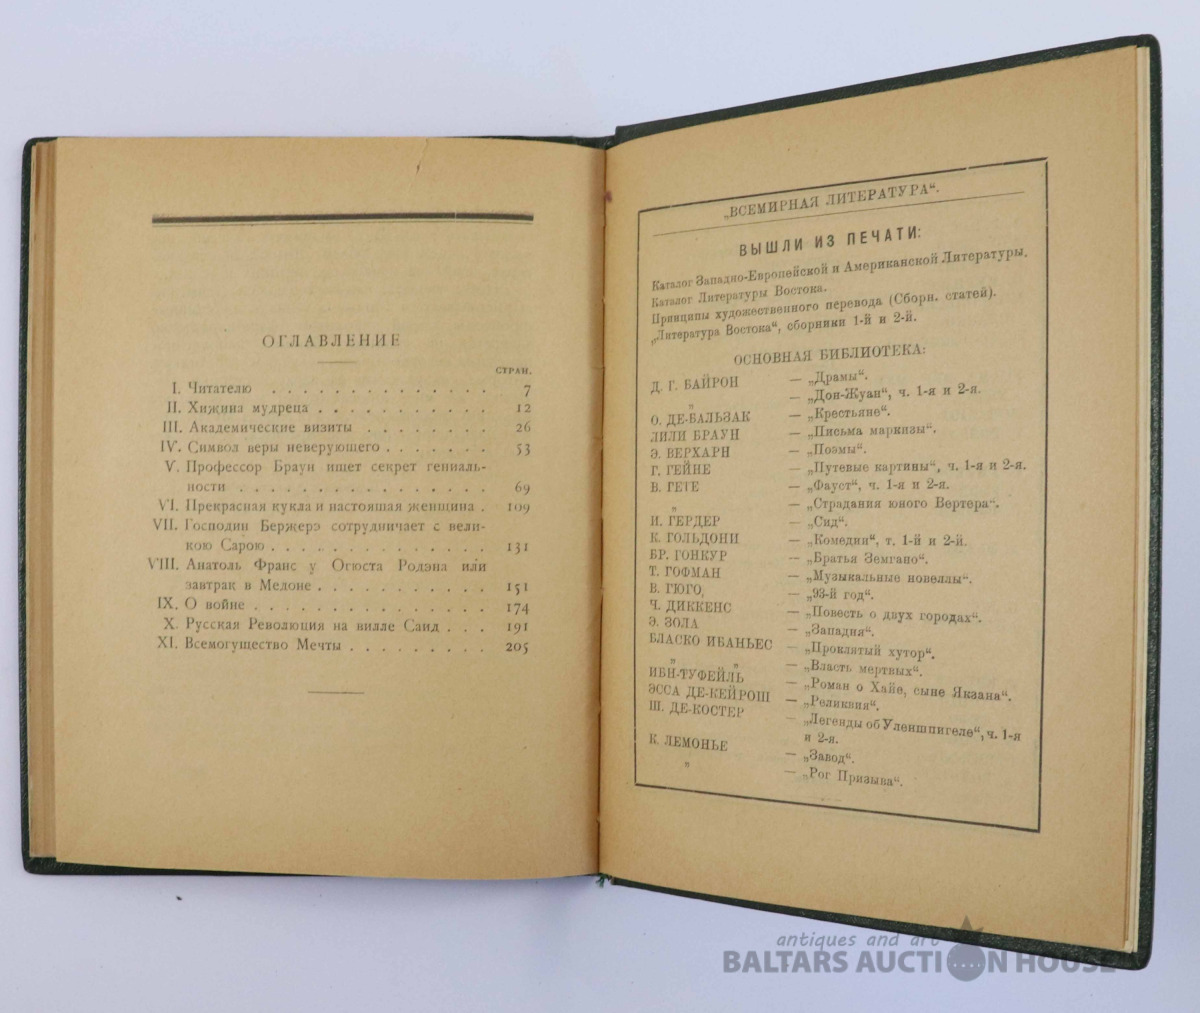 ОГЛАВЛЕНИЕ
СТРАН.
I. Читателю . . . . . . . . . . . . . . . 7
II. Хижина мудреца . . . . . . . . . . . 12
III. Академические визиты . . . . . . . . 26
IV. Символ веры неверующего . . . . . . . 53
V. Профессор Браун ищет секрет гениаль-
ности . . . . . . . . . . . . . . . . 69
VI. Прекрасная кукла и настоящая женщина . 109
VII. Господин Бержерэ сотрудничает с вели-
кою Сарою . . . . . . . . . . . . . . 131
VIII. Анатоль Франс у Огюста Родэна или
завтрак в Медоне . . . . . . . . . . . 151
IX. О войне . . . . . . . . . . . . . . . 174
X. Русская Революция на вилле Саид . . . 191
XI. Всемогущество Мечты . . . . . . . . . 205
„ВСЕМИРНАЯ ЛИТЕРАТУРА“.
ВЫШЛИ ИЗ ПЕЧАТИ:
Каталог Западно-Европейской и Американской Литературы.
Каталог Литературы Востока.
Принципы художественного перевода (Сборн. статей).
„Литература Востока“, сборники 1-й и 2-й.
ОСНОВНАЯ БИБЛИОТЕКА:
Д. Г. БАЙРОН — „Драмы“.
„ — „Дон-Жуан“, ч. 1-я и 2-я.
О. ДЕ-БАЛЬЗАК — „Крестьяне“.
ЛИЛИ БРАУН — „Письма маркизы“.
Э. ВЕРХАРН — „Поэмы“.
Г. ГЕЙНЕ — „Путевые картины“, ч. 1-я и 2-я.
В. ГЕТЕ — „Фауст“, ч. 1-я и 2-я.
„ — „Страдания юного Вертера“.
И. ГЕРДЕР — „Сид“.
К. ГОЛЬДОНИ — „Комедии“, т. 1-й и 2-й.
БР. ГОНКУР — „Братья Земгано“.
Т. ГОФМАН — „Музыкальные новеллы“.
В. ГЮГО, — „93-й год“.
Ч. ДИККЕНС — „Повесть о двух городах“.
Э. ЗОЛА — „Западня“.
БЛАСКО ИБАНЬЕС — „Проклятый хутор“.
„ „ — „Власть мертвых“.
ИБН-ТУФЕЙЛЬ — „Роман о Хайе, сыне Якзана“.
ЭССА ДЕ-КЕЙРОШ — „Реликвия“.
Ш. ДЕ-КОСТЕР — „Легенды об Уленшпигеле“, ч. 1-я
и 2-я.
К. ЛЕМОНЬЕ — „Завод“.
„ — „Рог Призыва“.
antiques and art
BALTARS AUCTION HOUSE